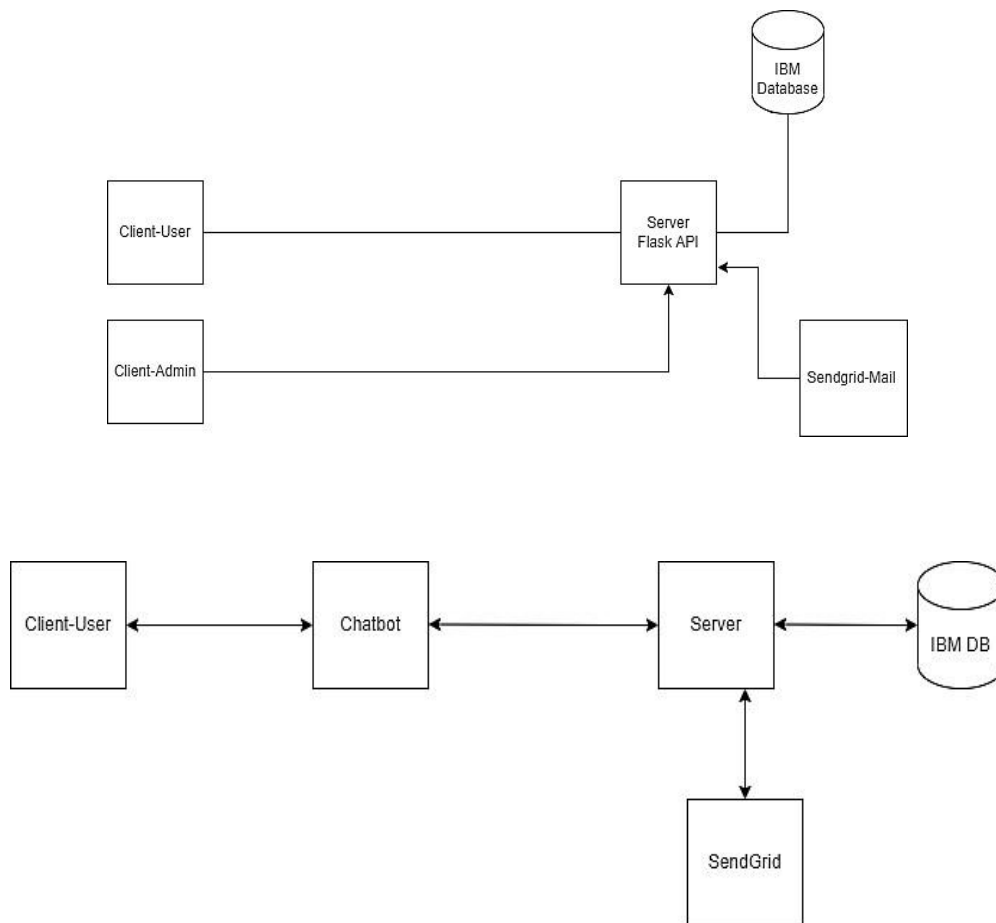 IBM
Database
Client-User
Server
Flask API
Client-Admin
Sendgrid-Mail
Client-User
Chatbot
Server
IBM DB
SendGrid